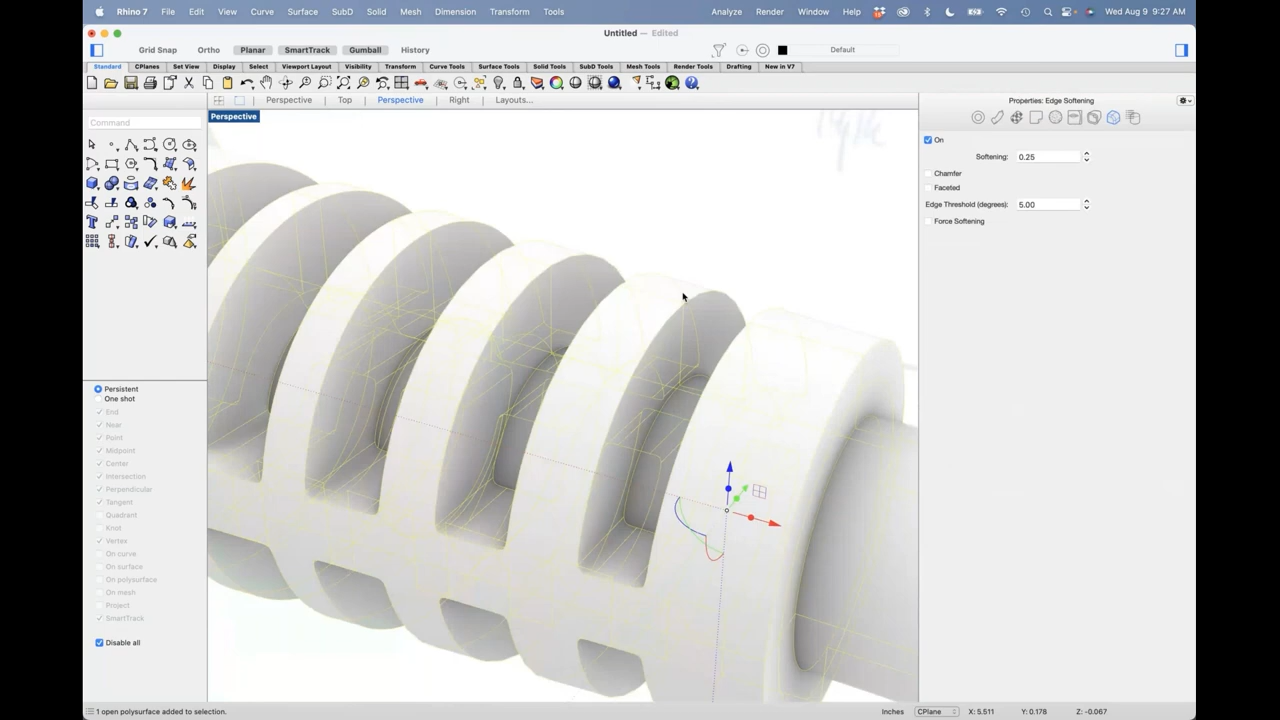 Rhino 7 File Edit View Curve Surface SubD Solid Mesh Dimension Transform Tools Analyze Render Window Help Wed Aug 9 9:27 AM
Untitled — Edited
Grid Snap Ortho Planar SmartTrack Gumball History Default
Standard CPlanes Set View Display Select Viewport Layout Visibility Transform Curve Tools Surface Tools Solid Tools SubD Tools Mesh Tools Render Tools Drafting New in V7
Perspective Top Perspective Right Layouts...
Properties: Edge Softening
Perspective
Command
On
Softening: 0.25
Chamfer
Faceted
Edge Threshold (degrees): 5.00
Force Softening
Persistent
One shot
End
Near
Point
Midpoint
Center
Intersection
Perpendicular
Tangent
Quadrant
Knot
Vertex
On curve
On surface
On polysurface
On mesh
Project
SmartTrack
Disable all
1 open polysurface added to selection. Inches CPlane X: 5.511 Y: 0.178 Z: -0.067